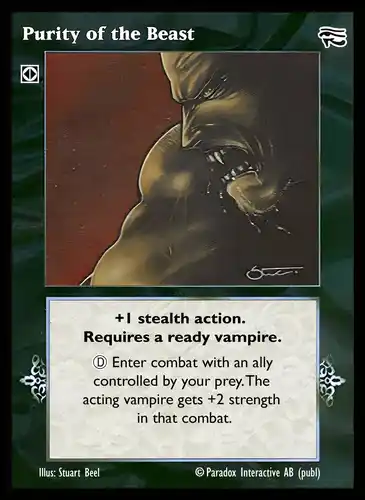 Purity of the Beast
+1 stealth action.
Requires a ready vampire.
Ⓓ Enter combat with an ally
controlled by your prey. The
acting vampire gets +2 strength
in that combat.
Illus: Stuart Beel
© Paradox Interactive AB (publ)